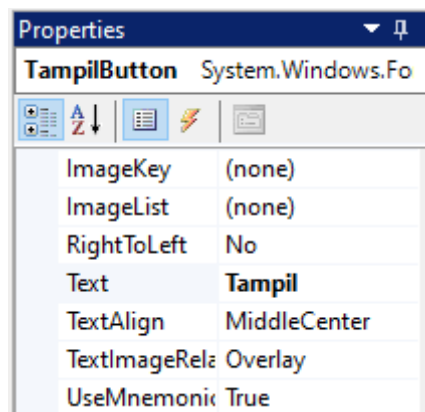 Properties
TampilButton System.Windows.Fo
ImageKey (none)
ImageList (none)
RightToLeft No
Text Tampil
TextAlign MiddleCenter
TextImageRela Overlay
UseMnemonic True